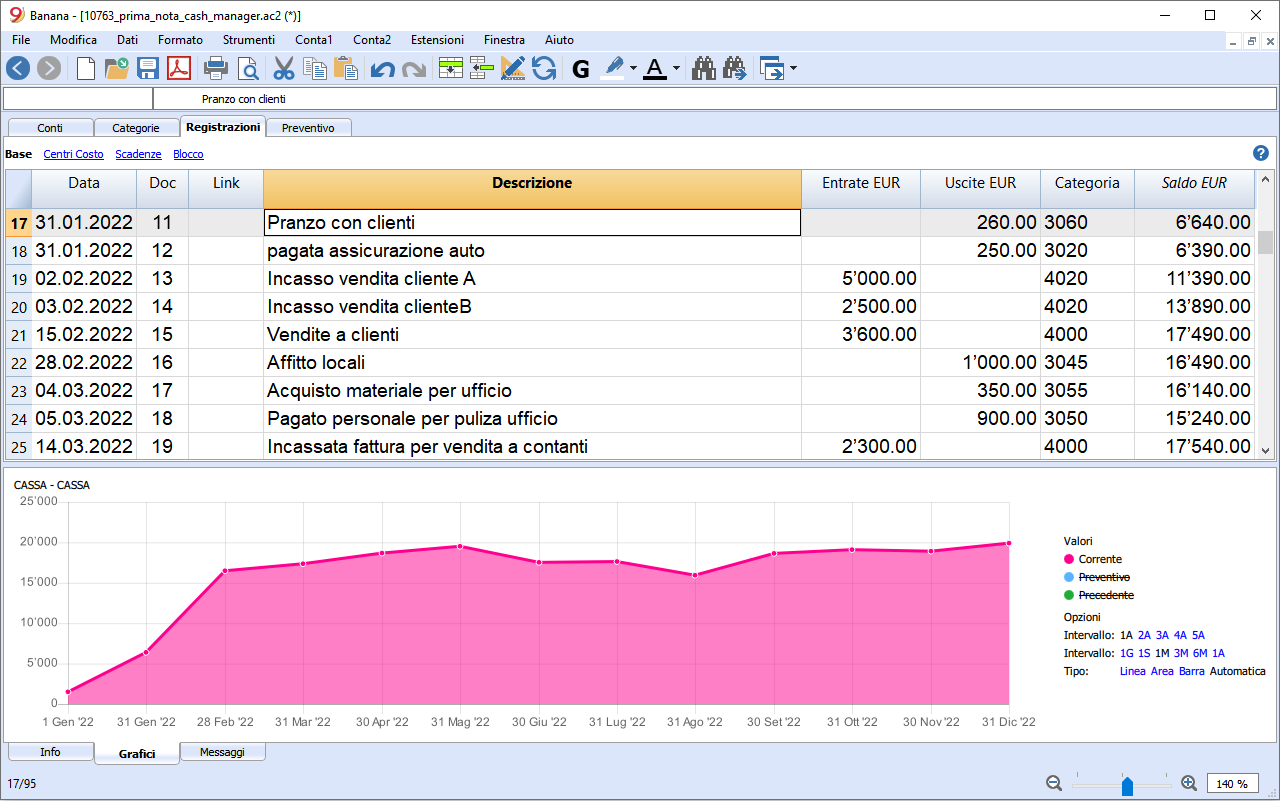 Banana - [10763_prima_nota_cash_manager.ac2 (*)]
File Modifica Dati Formato Strumenti Conta1 Conta2 Estensioni Finestra Aiuto
G A
Pranzo con clienti
Conti Categorie Registrazioni Preventivo
Base Centri Costo Scadenze Blocco ?
Data Doc Link Descrizione Entrate EUR Uscite EUR Categoria Saldo EUR
17 31.01.2022 11 Pranzo con clienti 260.00 3060 6’640.00
18 31.01.2022 12 pagata assicurazione auto 250.00 3020 6’390.00
19 02.02.2022 13 Incasso vendita cliente A 5’000.00 4020 11’390.00
20 03.02.2022 14 Incasso vendita clienteB 2’500.00 4020 13’890.00
21 15.02.2022 15 Vendite a clienti 3’600.00 4000 17’490.00
22 28.02.2022 16 Affitto locali 1’000.00 3045 16’490.00
23 04.03.2022 17 Acquisto materiale per ufficio 350.00 3055 16’140.00
24 05.03.2022 18 Pagato personale per puliza ufficio 900.00 3050 15’240.00
25 14.03.2022 19 Incassata fattura per vendita a contanti 2’300.00 4000 17’540.00
CASSA - CASSA
25'000
20'000
15'000
10'000
5'000
0
1 Gen '22 31 Gen '22 28 Feb '22 31 Mar '22 30 Apr '22 31 Mag '22 30 Giu '22 31 Lug '22 31 Ago '22 30 Set '22 31 Ott '22 30 Nov '22 31 Dic '22
Valori
Corrente
Preventivo
Precedente
Opzioni
Intervallo: 1A 2A 3A 4A 5A
Intervallo: 1G 1S 1M 3M 6M 1A
Tipo: Linea Area Barra Automatica
Info Grafici Messaggi
17/95 140 %